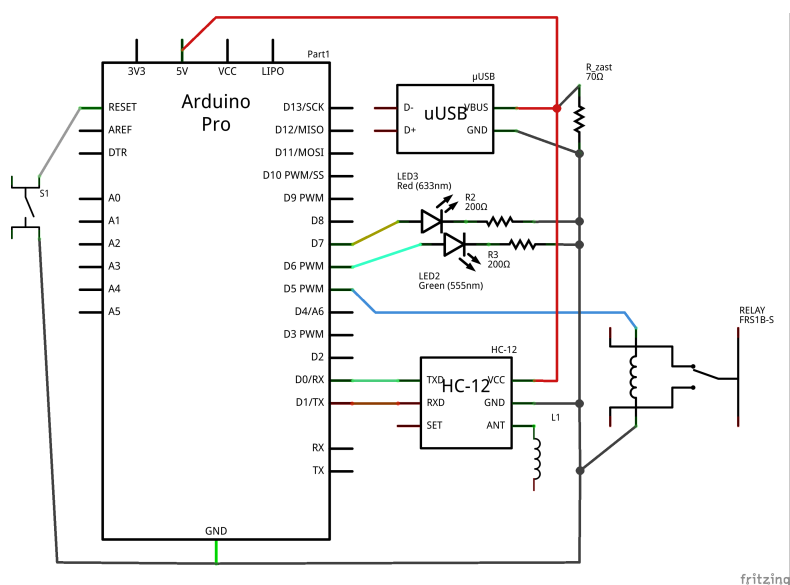 Part1
3V3
5V
VCC
LIPO
Arduino
Pro
RESET
AREF
DTR
A0
A1
A2
A3
A4
A5
D13/SCK
D12/MISO
D11/MOSI
D10 PWM/SS
D9 PWM
D8
D7
D6 PWM
D5 PWM
D4/A6
D3 PWM
D2
D0/RX
D1/TX
RX
TX
GND
S1
µUSB
D-
D+
uUSB
VBUS
GND
R_zast
70Ω
LED3
Red (633nm)
R2
200Ω
R3
200Ω
LED2
Green (555nm)
HC-12
TXD
RXD
SET
HC-12
VCC
GND
ANT
L1
RELAY
FRS1B-S
fritzing